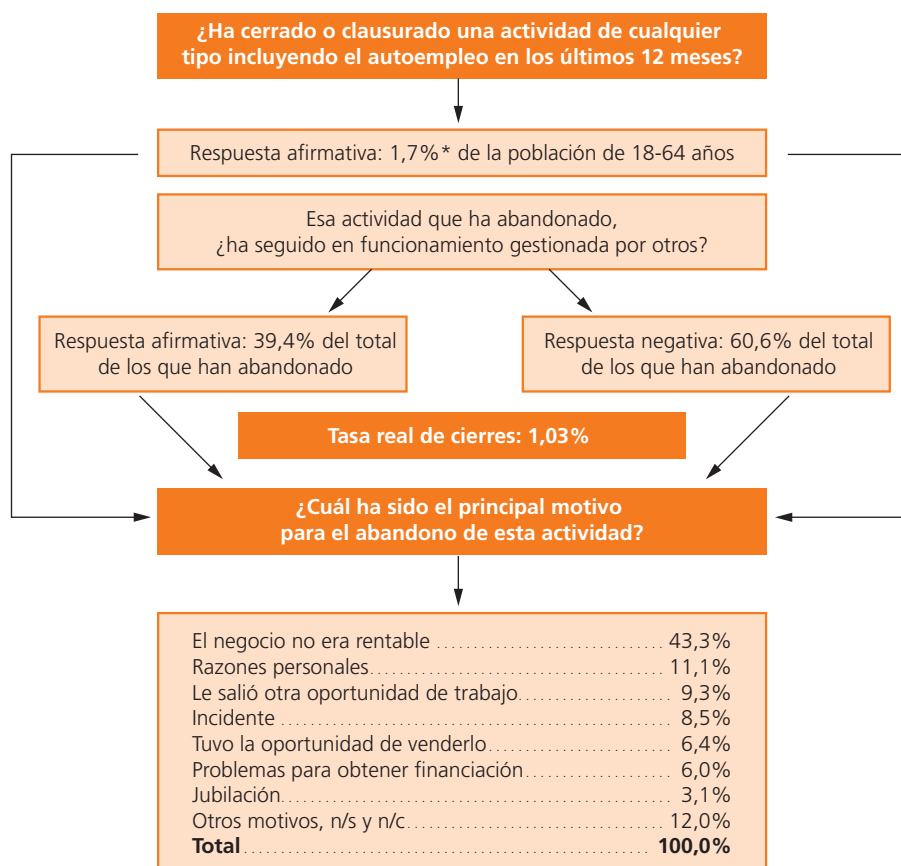 ¿Ha cerrado o clausurado una actividad de cualquier
tipo incluyendo el autoempleo en los últimos 12 meses?
Respuesta afirmativa: 1,7%* de la población de 18-64 años
Esa actividad que ha abandonado,
¿ha seguido en funcionamiento gestionada por otros?
Respuesta afirmativa: 39,4% del total
de los que han abandonado
Respuesta negativa: 60,6% del total
de los que han abandonado
Tasa real de cierres: 1,03%
¿Cuál ha sido el principal motivo
para el abandono de esta actividad?
El negocio no era rentable 43,3%
Razones personales 11,1%
Le salió otra oportunidad de trabajo 9,3%
Incidente 8,5%
Tuvo la oportunidad de venderlo 6,4%
Problemas para obtener financiación 6,0%
Jubilación 3,1%
Otros motivos, n/s y n/c 12,0%
Total 100,0%